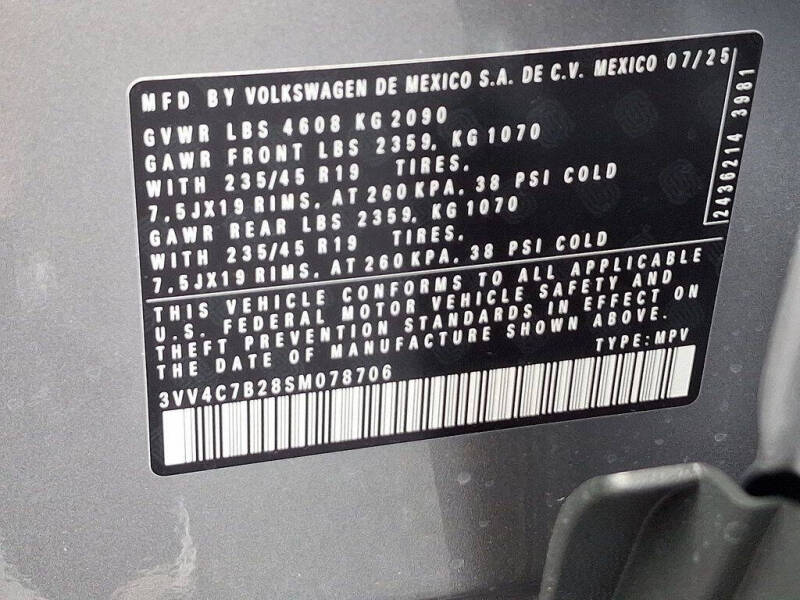 MFD BY VOLKSWAGEN DE MEXICO S.A. DE C.V. MEXICO 07/25
GVWR LBS 4608 KG 2090
GAWR FRONT LBS 2359, KG 1070
WITH 235/45 R19 TIRES,
7,5JX19 RIMS, AT 260 KPA, 38 PSI COLD
GAWR REAR LBS 2359, KG 1070
WITH 235/45 R19 TIRES,
7,5JX19 RIMS, AT 260 KPA, 38 PSI COLD
2436214 3981
THIS VEHICLE CONFORMS TO ALL APPLICABLE
U.S. FEDERAL MOTOR VEHICLE SAFETY AND
THEFT PREVENTION STANDARDS IN EFFECT ON
THE DATE OF MANUFACTURE SHOWN ABOVE.
3VV4C7B28SM078706 TYPE:MPV